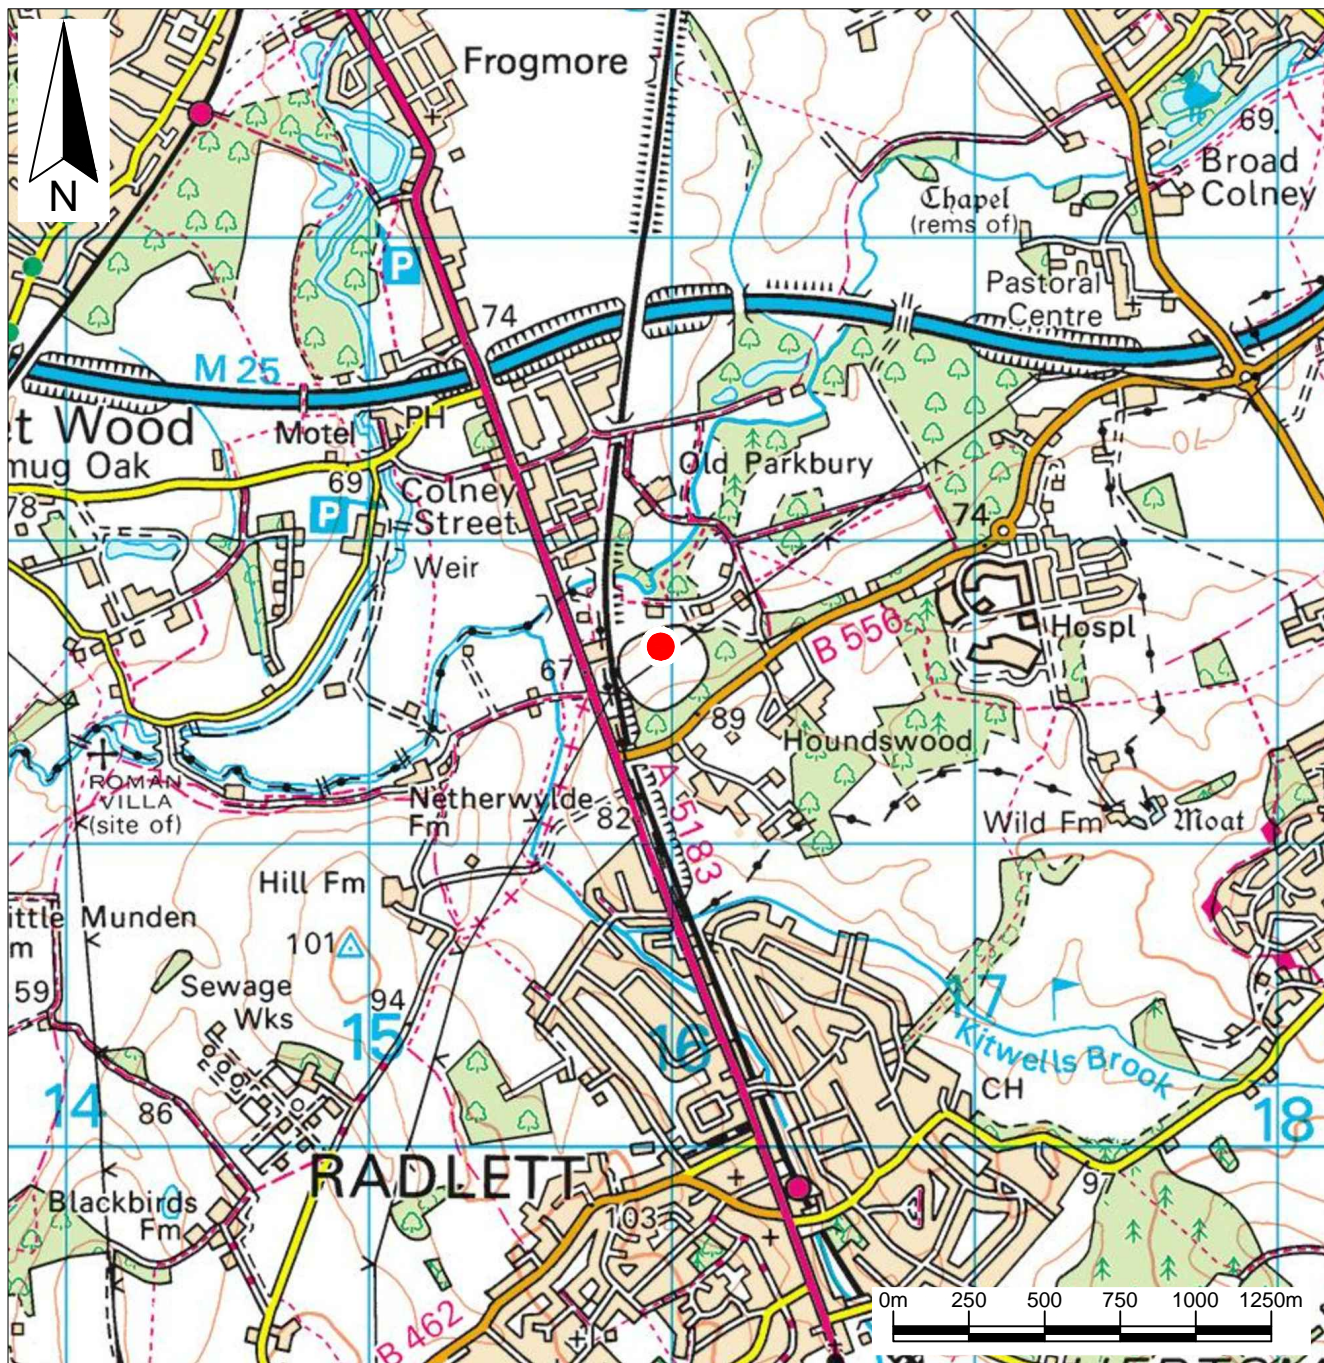 N
Frogmore
69.
Broad
Colney
Chapel
(rems of)
Pastoral
Centre
P
74
M 25
PH
Motel
t Wood
mug Oak
78
69
P
Colney
Street
Old Parkbury
70
74
Weir
Hospl
B 556
67
89
Houndswood
ROMAN
VILLA
(site of)
Netherwylde
Fm
82
A 5183
Wild Fm
Moat
Hill Fm
ittle Munden
m
101
59
Sewage
Wks
94
15
16
17
Kitwells Brook
14
86
CH
18
RADLETT
97
Blackbirds
Fm
103
B 462
0m 250 500 750 1000 1250m